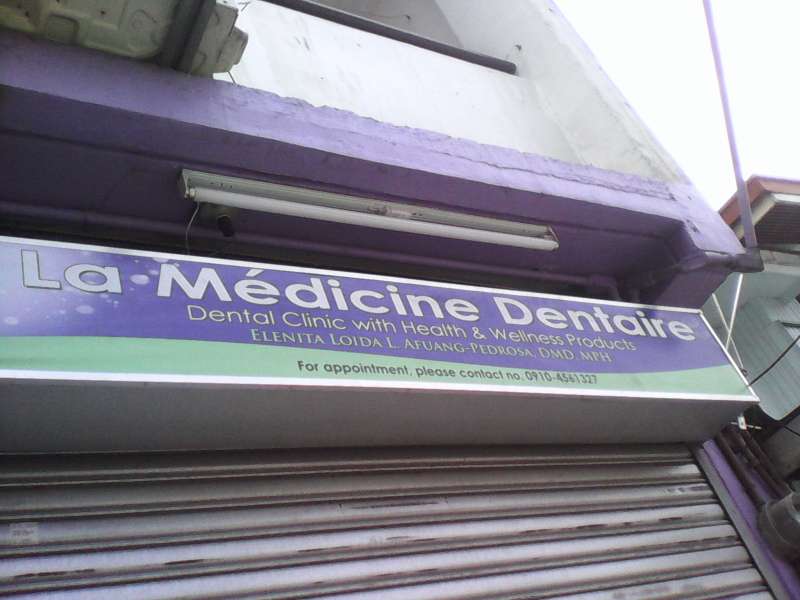 La Médicine Dentaire
Dental Clinic with Health & Wellness Products
ELENITA LOIDA L. AFUANG-PEDROSA, DMD, MPH
For appointment, please contact no. 0910-4561327